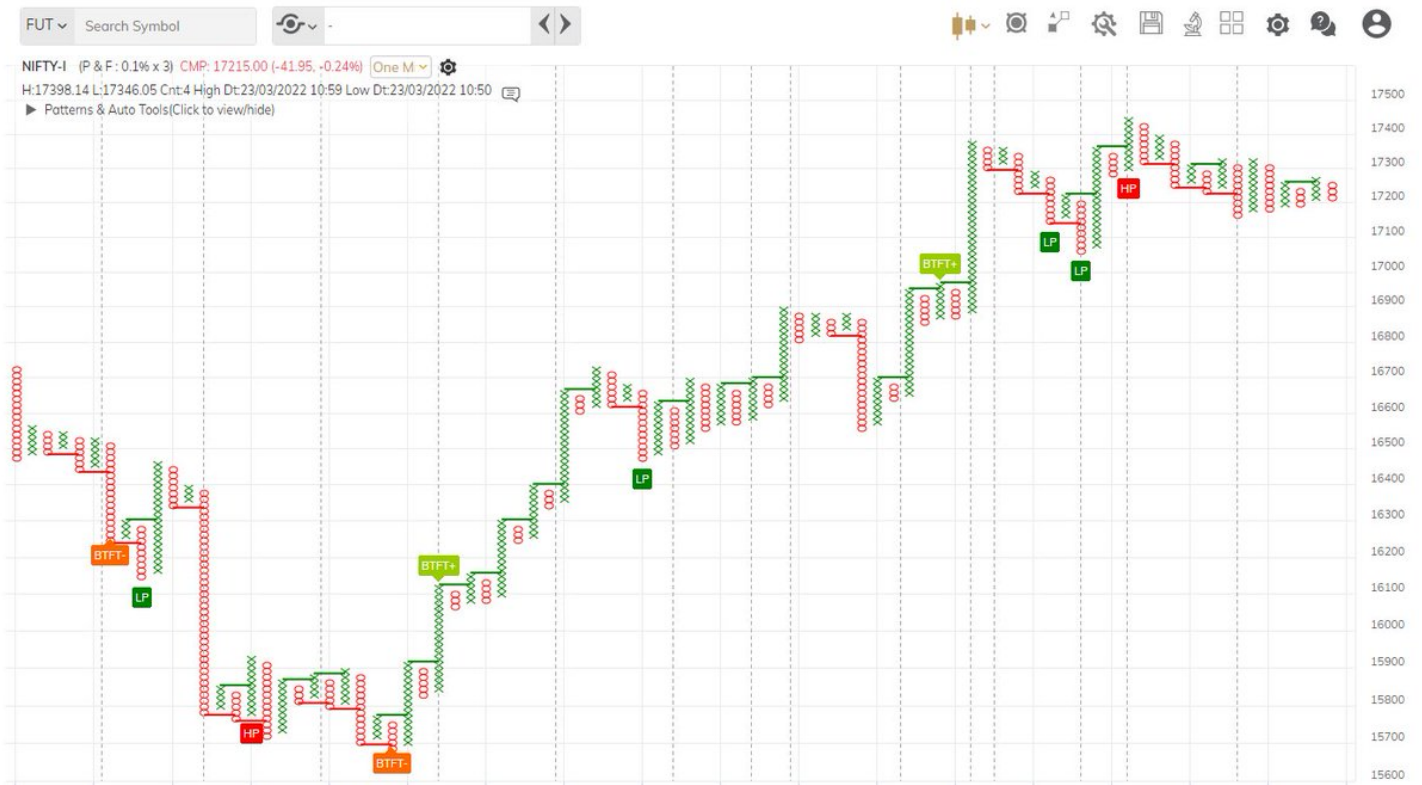 FUT Search Symbol -
NIFTY-I (P & F : 0.1% x 3) CMP: 17215.00 (-41.95, -0.24%) One M
H:17398.14 L:17346.05 Cnt:4 High Dt:23/03/2022 10:59 Low Dt:23/03/2022 10:50
Patterns & Auto Tools(Click to view/hide)
17500
17400
17300
17200
HP
17100
LP
17000
LP
BTFT+
16900
16800
16700
16600
16500
16400
LP
16300
16200
BTFT-
BTFT+
16100
LP
16000
15900
15800
15700
HP
BTFT-
15600